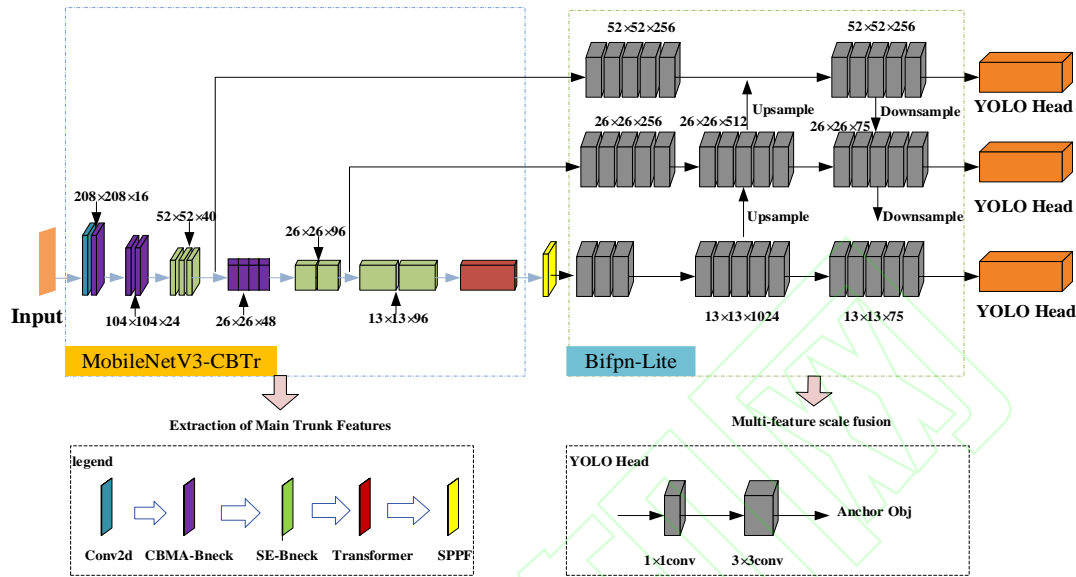 52×52×256
52×52×256
YOLO Head
Upsample
Downsample
26×26×256
26×26×512
26×26×75
YOLO Head
208×208×16
52×52×40
26×26×96
Upsample
Downsample
Input
104×104×24
26×26×48
13×13×96
13×13×1024
13×13×75
YOLO Head
MobileNetV3-CBTr
Bifpn-Lite
Extraction of Main Trunk Features
Multi-feature scale fusion
legend
Conv2d
CBMA-Bneck
SE-Bneck
Transformer
SPPF
YOLO Head
Anchor Obj
1×1conv
3×3conv